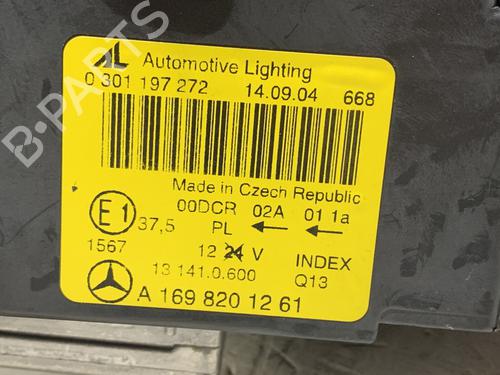 AL Automotive Lighting
0 301 197 272 14.09.04 668
Made in Czech Republic
00DCR 02A 01 1a
E1 37,5 PL
1567 12 24 V INDEX
13 141.0.600 Q13
A 169 820 12 61
B-PARTS